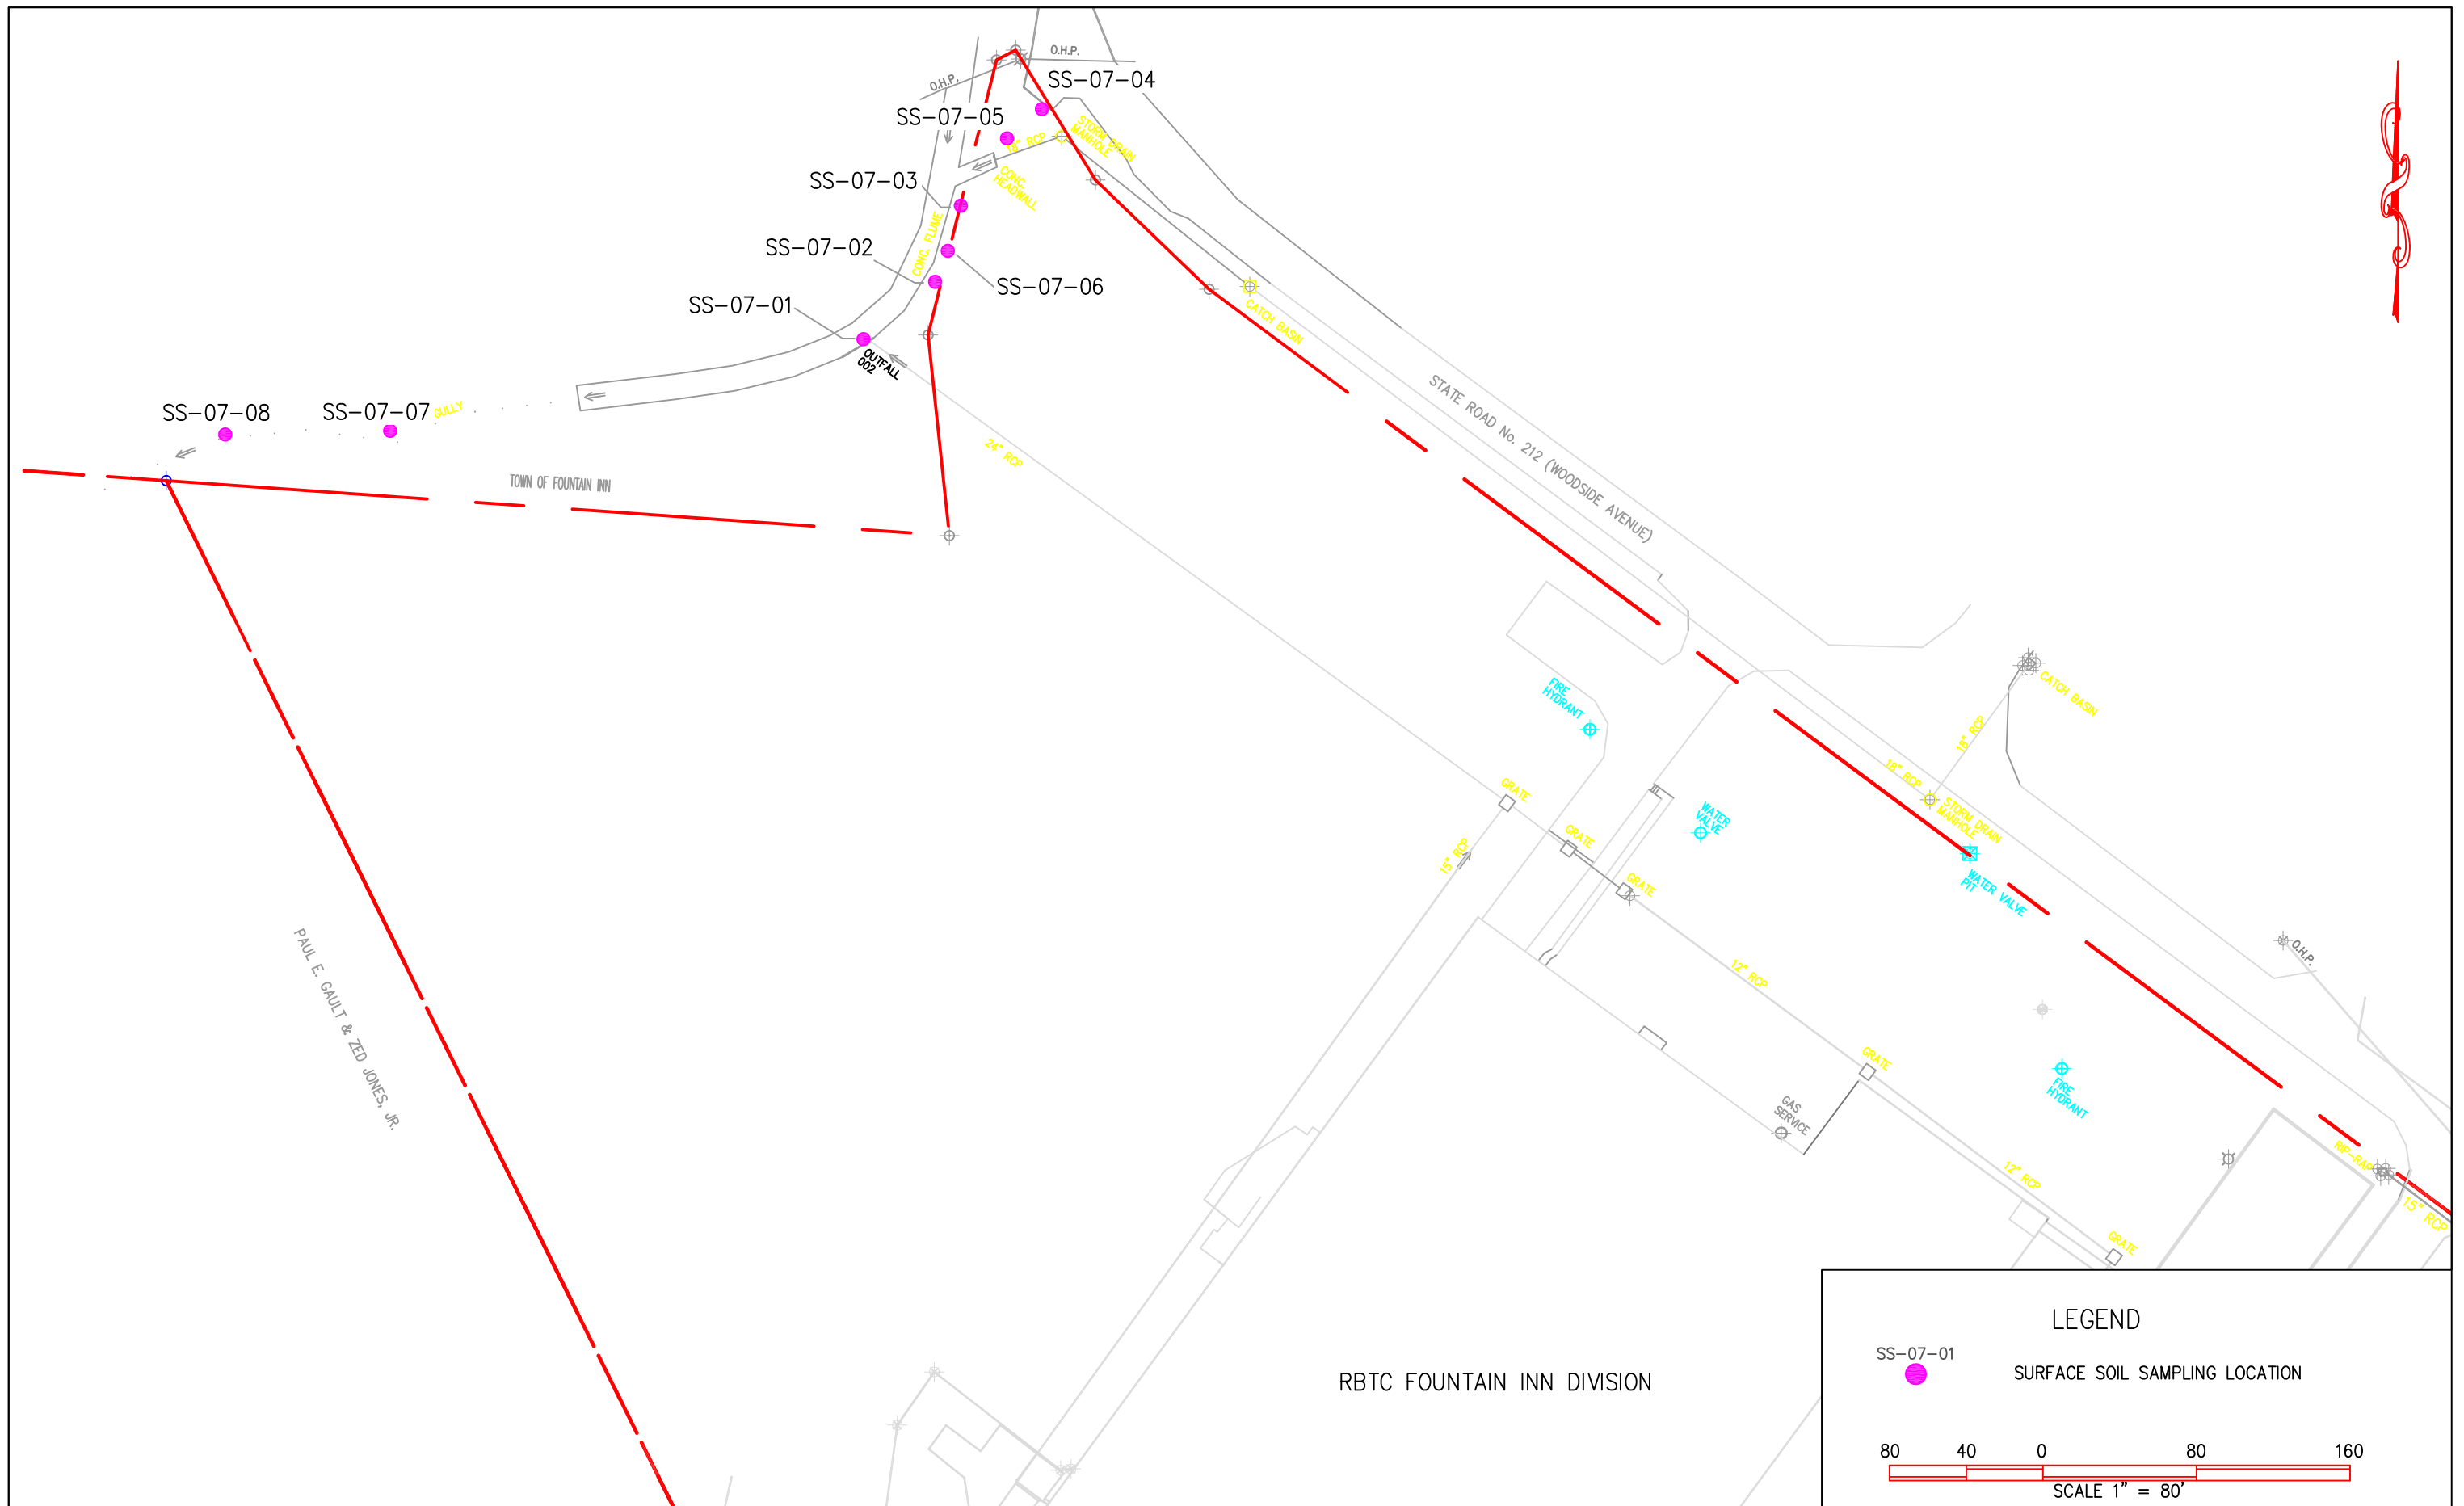 O.H.P.
O.H.P.
SS-07-04
SS-07-05
STORM DRAIN
MANHOLE
18" RCP
CONC.
HEADWALL
SS-07-03
CONC. FLUME
SS-07-02
SS-07-06
SS-07-01
CATCH BASIN
OUTFALL
002
STATE ROAD No. 212 (WOODSIDE AVENUE)
SS-07-08
SS-07-07
GULLY
24" RCP
TOWN OF FOUNTAIN INN
CATCH BASIN
FIRE
HYDRANT
18" RCP
18" RCP
GRATE
WATER
VALVE
STORM DRAIN
MANHOLE
GRATE
15" RCP
GRATE
WATER VALVE
PIT
O.H.P.
PAUL E. GAULT & ZED JONES, JR.
12" RCP
GRATE
FIRE
HYDRANT
GAS
SERVICE
RIP-RAP
12" RCP
15" RCP
GRATE
RBTC FOUNTAIN INN DIVISION
LEGEND
SS-07-01
SURFACE SOIL SAMPLING LOCATION
80 40 0 80 160
SCALE 1" = 80'